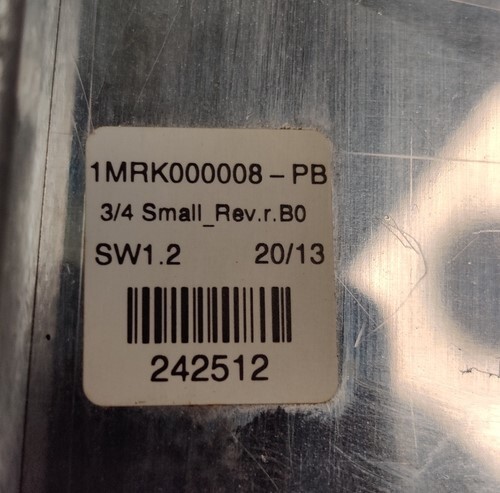 1MRK000008-PB
3/4 Small_Rev.r.B0
SW1.2 20/13
242512